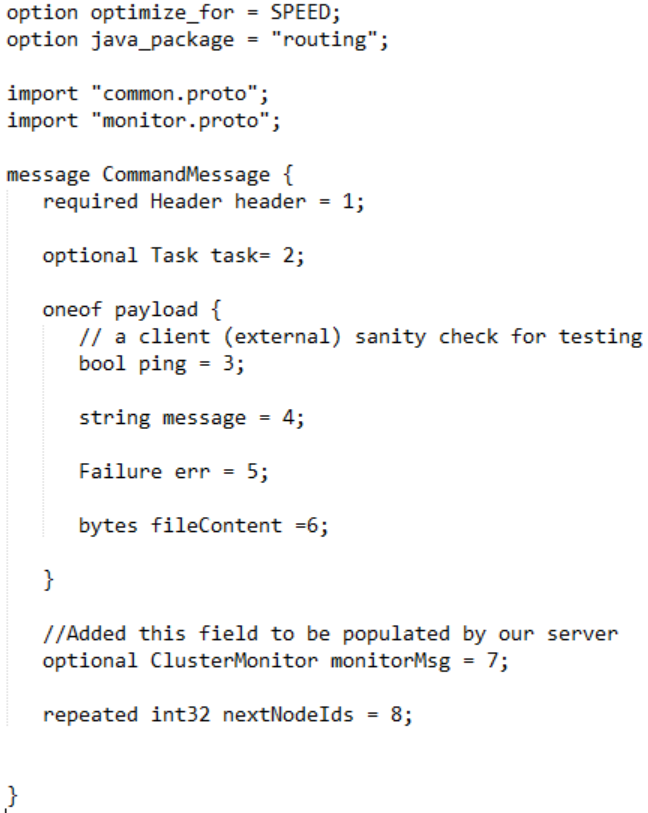 option optimize_for = SPEED;
option java_package = "routing";
import "common.proto";
import "monitor.proto";
message CommandMessage {
required Header header = 1;
optional Task task= 2;
oneof payload {
// a client (external) sanity check for testing
bool ping = 3;
string message = 4;
Failure err = 5;
bytes fileContent =6;
}
//Added this field to be populated by our server
optional ClusterMonitor monitorMsg = 7;
repeated int32 nextNodeIds = 8;
}